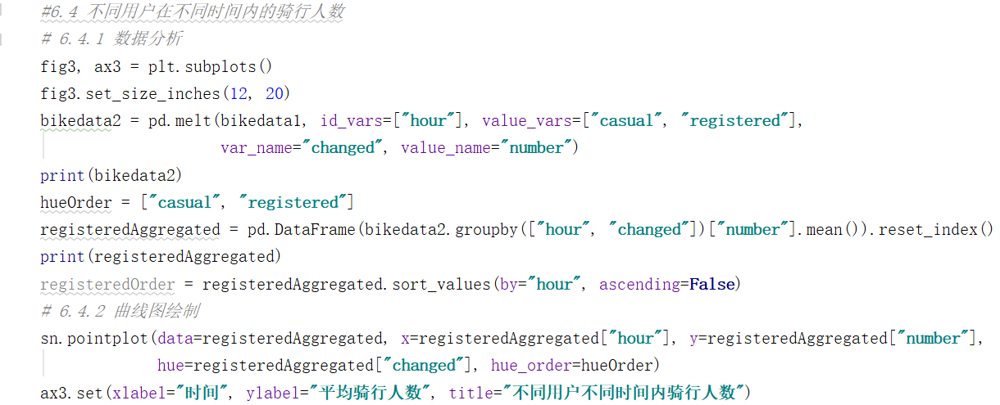 #6.4 不同用户在不同时间内的骑行人数
# 6.4.1 数据分析
fig3, ax3 = plt.subplots()
fig3.set_size_inches(12, 20)
bikedata2 = pd.melt(bikedata1, id_vars=["hour"], value_vars=["casual", "registered"],
var_name="changed", value_name="number")
print(bikedata2)
hueOrder = ["casual", "registered"]
registeredAggregated = pd.DataFrame(bikedata2.groupby(["hour", "changed"])["number"].mean()).reset_index()
print(registeredAggregated)
registeredOrder = registeredAggregated.sort_values(by="hour", ascending=False)
# 6.4.2 曲线图绘制
sn.pointplot(data=registeredAggregated, x=registeredAggregated["hour"], y=registeredAggregated["number"],
hue=registeredAggregated["changed"], hue_order=hueOrder)
ax3.set(xlabel="时间", ylabel="平均骑行人数", title="不同用户不同时间内骑行人数")